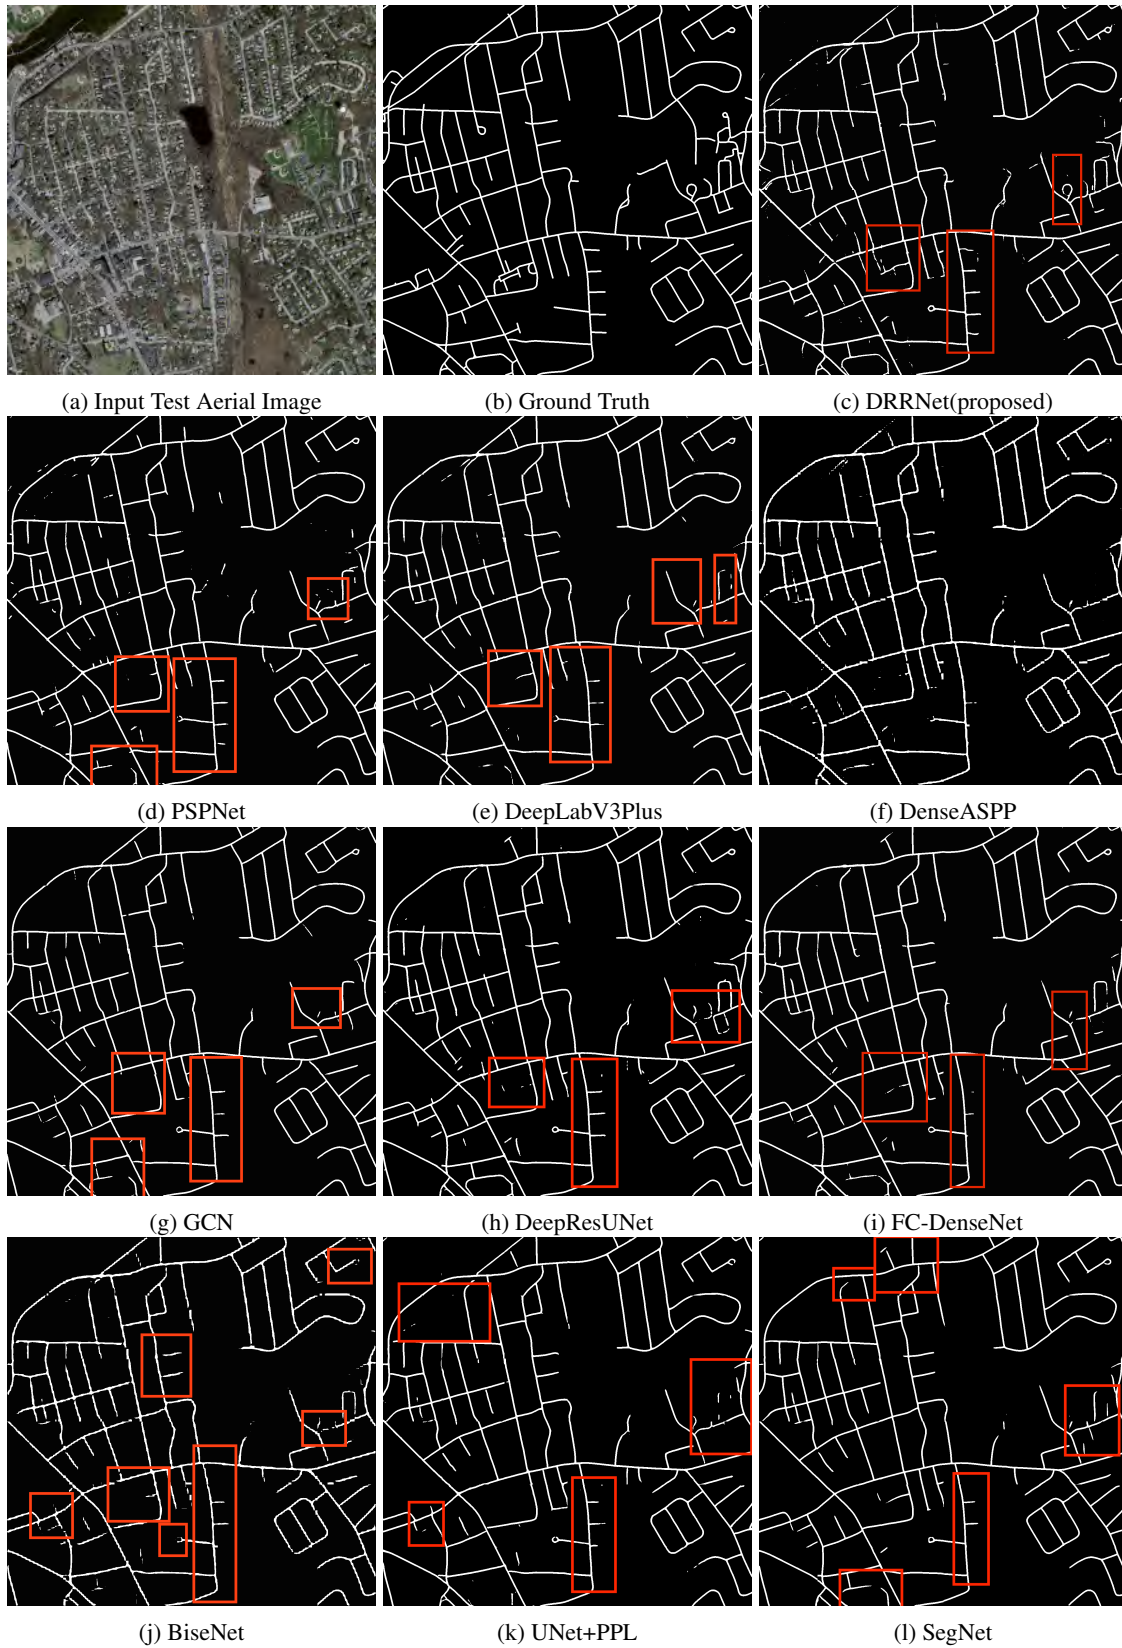 (a) Input Test Aerial Image
(b) Ground Truth
(c) DRRNet(proposed)
(d) PSPNet
(e) DeepLabV3Plus
(f) DenseASPP
(g) GCN
(h) DeepResUNet
(i) FC-DenseNet
(j) BiseNet
(k) UNet+PPL
(l) SegNet